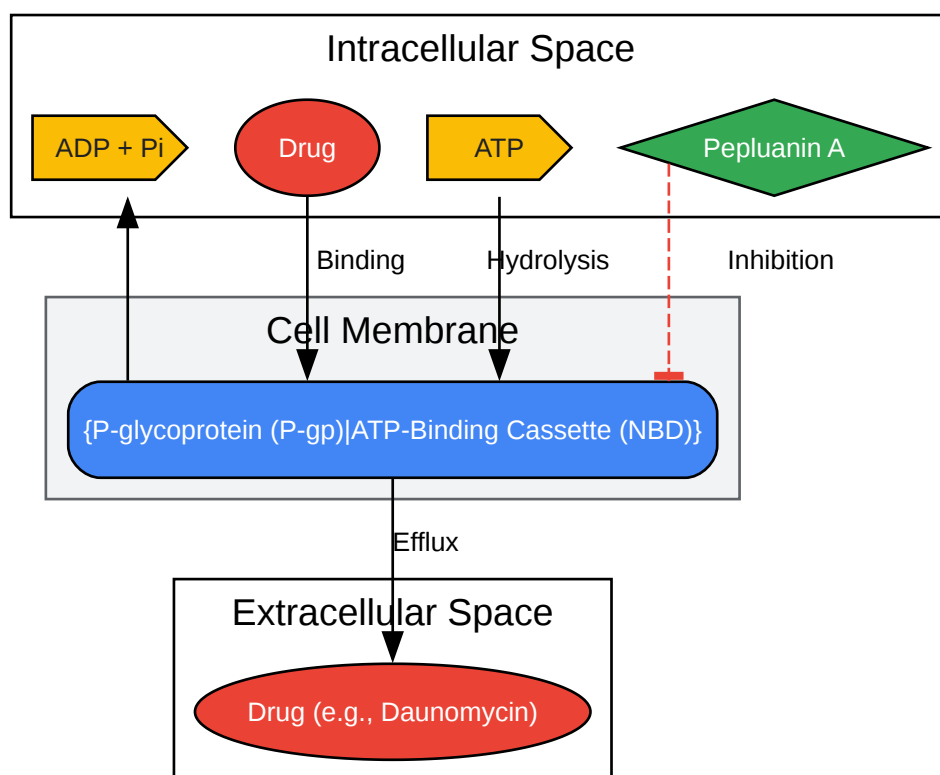 Intracellular Space
ADP + Pi
Drug
ATP
Pepluanin A
Binding
Hydrolysis
Inhibition
Cell Membrane
{P-glycoprotein (P-gp)|ATP-Binding Cassette (NBD)}
Efflux
Extracellular Space
Drug (e.g., Daunomycin)